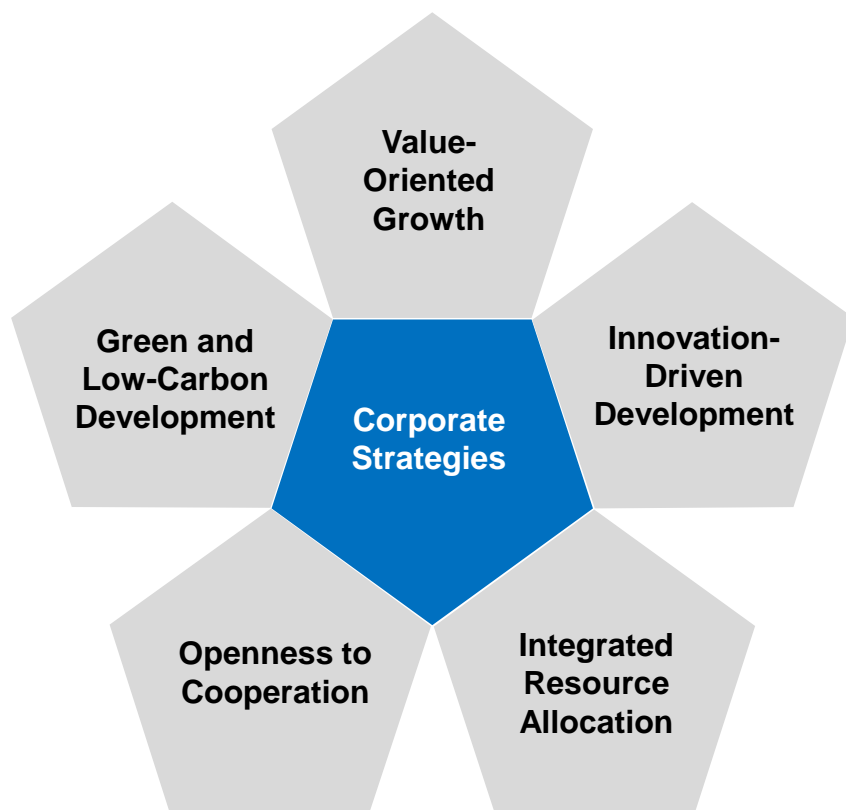 Value-
Oriented
Growth
Green and
Low-Carbon
Development
Innovation-
Driven
Development
Corporate
Strategies
Openness to
Cooperation
Integrated
Resource
Allocation